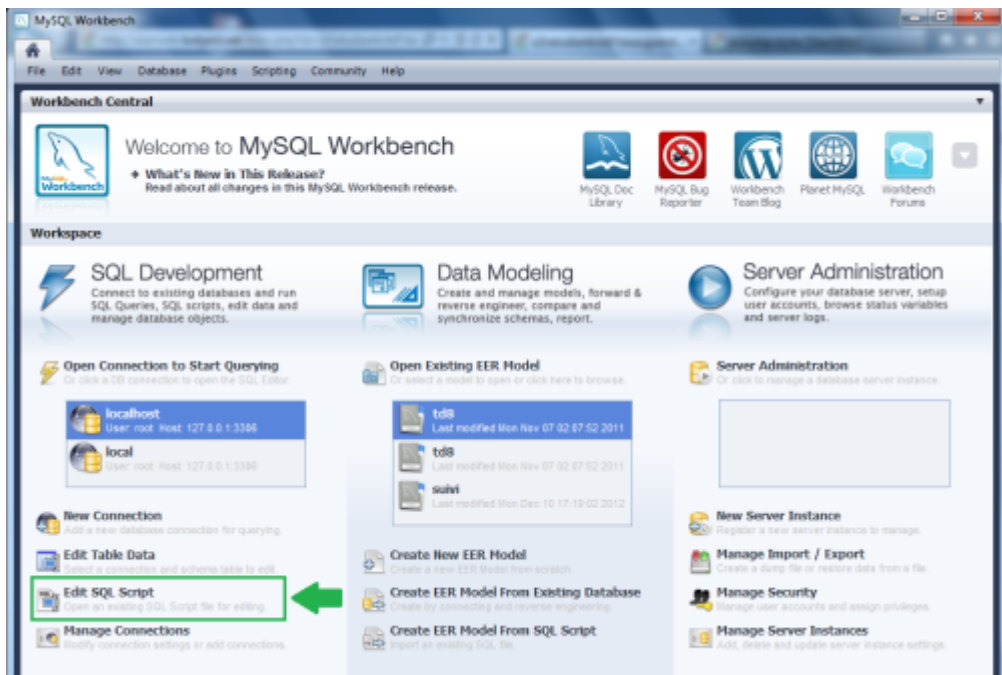 MySQL Workbench
File Edit View Database Plugins Scripting Community Help
Workbench Central
Workbench
Welcome to MySQL Workbench
What's New in This Release?
Read about all changes in this MySQL Workbench release.
MySQL Doc Library
MySQL Bug Reporter
Workbench Team Blog
Planet MySQL
Workbench Forums
Workspace
SQL Development
Connect to existing databases and run
SQL Queries, SQL scripts, edit data and
manage database objects.
Open Connection to Start Querying
Or click a DB connection to open the SQL Editor.
localhost
User: root Host: 127.0.0.1:3306
local
User: root Host: 127.0.0.1:3306
New Connection
Add a new database connection for querying.
Edit Table Data
Select a connection and schema table to edit.
Edit SQL Script
Open an existing SQL Script file for editing.
Manage Connections
Modify connection settings or add connections.
Data Modeling
Create and manage models, forward &
reverse engineer, compare and
synchronize schemas, report.
Open Existing EER Model
Or select a model to open or click here to browse.
td8
Last modified Mon Nov 07 02:07:52 2011
td8
Last modified Mon Nov 07 02:07:52 2011
suivi
Last modified Mon Dec 10 17:19:02 2012
Create New EER Model
Create a new EER Model from scratch.
Create EER Model From Existing Database
Create by connecting and reverse engineering.
Create EER Model From SQL Script
Import an existing SQL file.
Server Administration
Configure your database server, setup
user accounts, browse status variables
and server logs.
Server Administration
Or click to manage a database server instance.
New Server Instance
Register a new server instance to manage.
Manage Import / Export
Create a dump file or restore data from a file.
Manage Security
Manage user accounts and assign privileges.
Manage Server Instances
Add, delete and update server instance settings.